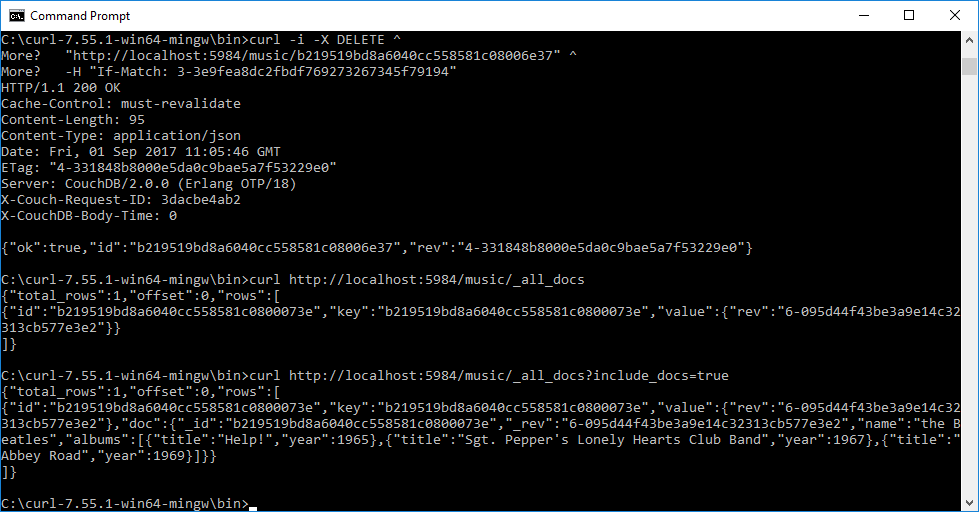 Command Prompt
C:\curl-7.55.1-win64-mingw\bin>curl -i -X DELETE ^
More?   "http://localhost:5984/music/b219519bd8a6040cc558581c08006e37" ^
More?   -H "If-Match: 3-3e9fea8dc2fbdf769273267345f79194"
HTTP/1.1 200 OK
Cache-Control: must-revalidate
Content-Length: 95
Content-Type: application/json
Date: Fri, 01 Sep 2017 11:05:46 GMT
ETag: "4-331848b8000e5da0c9bae5a7f53229e0"
Server: CouchDB/2.0.0 (Erlang OTP/18)
X-Couch-Request-ID: 3dacbe4ab2
X-CouchDB-Body-Time: 0

{"ok":true,"id":"b219519bd8a6040cc558581c08006e37","rev":"4-331848b8000e5da0c9bae5a7f53229e0"}

C:\curl-7.55.1-win64-mingw\bin>curl http://localhost:5984/music/_all_docs
{"total_rows":1,"offset":0,"rows":[
{"id":"b219519bd8a6040cc558581c0800073e","key":"b219519bd8a6040cc558581c0800073e","value":{"rev":"6-095d44f43be3a9e14c32
313cb577e3e2"}}
]}

C:\curl-7.55.1-win64-mingw\bin>curl http://localhost:5984/music/_all_docs?include_docs=true
{"total_rows":1,"offset":0,"rows":[
{"id":"b219519bd8a6040cc558581c0800073e","key":"b219519bd8a6040cc558581c0800073e","value":{"rev":"6-095d44f43be3a9e14c32
313cb577e3e2"},"doc":{"_id":"b219519bd8a6040cc558581c0800073e","_rev":"6-095d44f43be3a9e14c32313cb577e3e2","name":"the B
eatles","albums":[{"title":"Help!","year":1965},{"title":"Sgt. Pepper's Lonely Hearts Club Band","year":1967},{"title":"
Abbey Road","year":1969}]}}
]}

C:\curl-7.55.1-win64-mingw\bin>